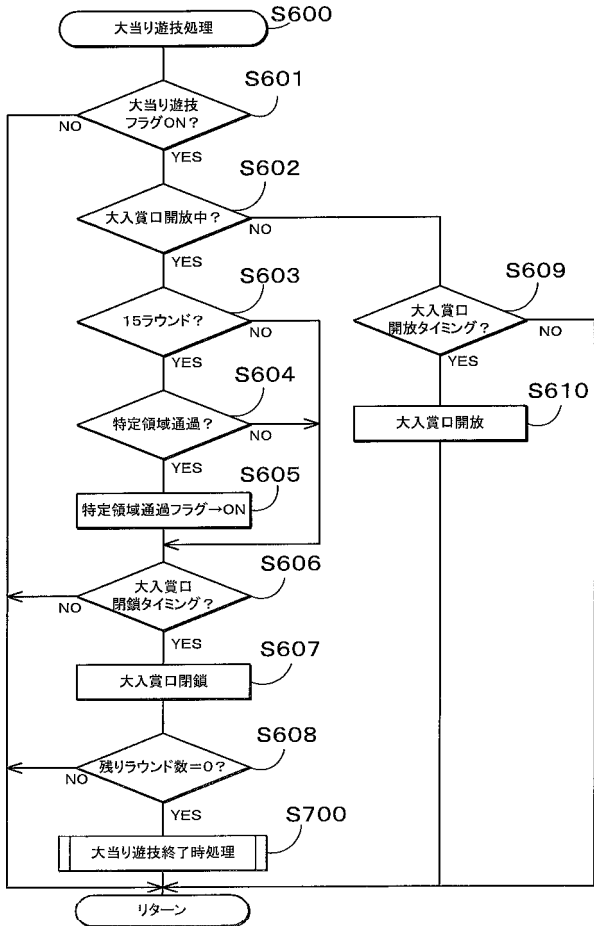 大当り遊技処理
S600
大当り遊技
フラグON?
S601
NO
YES
大入賞口開放中?
S602
NO
YES
15ラウンド?
S603
NO
YES
大入賞口
開放タイミング?
S609
NO
YES
特定領域通過?
S604
NO
YES
大入賞口開放
S610
特定領域通過フラグ→ON
S605
大入賞口
閉鎖タイミング?
S606
NO
YES
大入賞口閉鎖
S607
残りラウンド数=0?
S608
NO
YES
大当り遊技終了時処理
S700
リターン